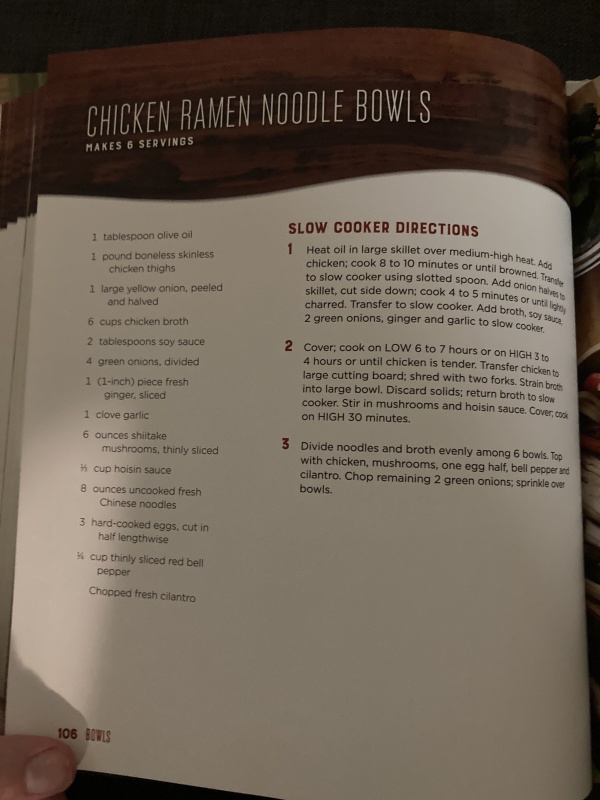 CHICKEN RAMEN NOODLE BOWLS
MAKES 6 SERVINGS
1 tablespoon olive oil
1 pound boneless skinless
chicken thighs
1 large yellow onion, peeled
and halved
6 cups chicken broth
2 tablespoons soy sauce
4 green onions, divided
1 (1-inch) piece fresh
ginger, sliced
1 clove garlic
6 ounces shiitake
mushrooms, thinly sliced
cup hoisin sauce
8 ounces uncooked fresh
Chinese noodles
3 hard-cooked eggs, cut in
half lengthwise
cup thinly sliced red bell
pepper
Chopped fresh cilantro
SLOW COOKER DIRECTIONS
1 Heat oil in large skillet over medium-high heat. Add
chicken; cook 8 to 10 minutes or until browned. Transfer
to slow cooker using slotted spoon. Add onion halves to
skillet, cut side down; cook 4 to 5 minutes or until lightly
charred. Transfer to slow cooker. Add broth, soy sauce,
2 green onions, ginger and garlic to slow cooker.
2 Cover; cook on LOW 6 to 7 hours or on HIGH 3 to
4 hours or until chicken is tender. Transfer chicken to
large cutting board; shred with two forks. Strain broth
into large bowl. Discard solids; return broth to slow
cooker. Stir in mushrooms and hoisin sauce. Cover; cook
on HIGH 30 minutes.
3 Divide noodles and broth evenly among 6 bowls. Top
with chicken, mushrooms, one egg half, bell pepper and
cilantro. Chop remaining 2 green onions; sprinkle over
bowls.
106 BOWLS